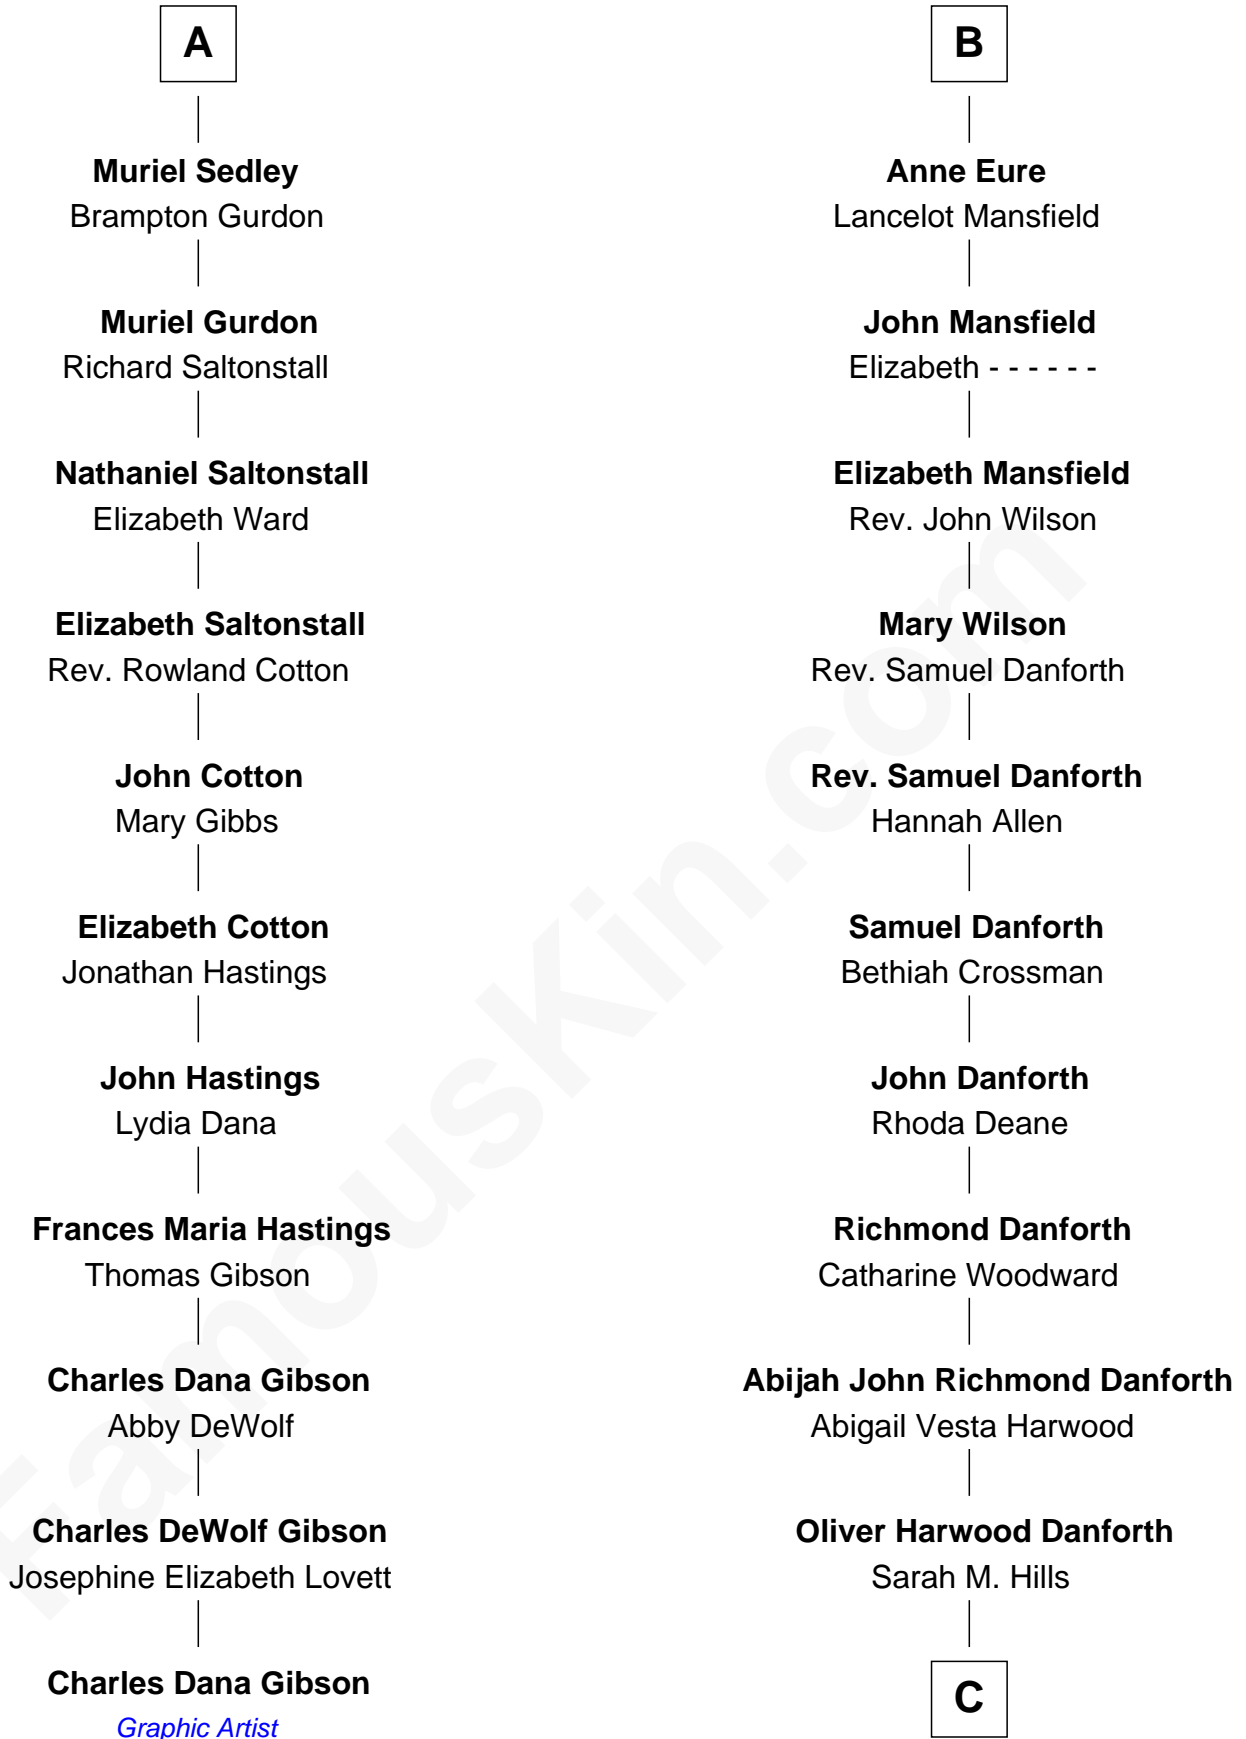 A
Muriel Sedley
Brampton Gurdon
Muriel Gurdon
Richard Saltonstall
Nathaniel Saltonstall
Elizabeth Ward
Elizabeth Saltonstall
Rev. Rowland Cotton
John Cotton
Mary Gibbs
Elizabeth Cotton
Jonathan Hastings
John Hastings
Lydia Dana
Frances Maria Hastings
Thomas Gibson
Charles Dana Gibson
Abby DeWolf
Charles DeWolf Gibson
Josephine Elizabeth Lovett
Charles Dana Gibson
Graphic Artist
B
Anne Eure
Lancelot Mansfield
John Mansfield
Elizabeth - - - - - -
Elizabeth Mansfield
Rev. John Wilson
Mary Wilson
Rev. Samuel Danforth
Rev. Samuel Danforth
Hannah Allen
Samuel Danforth
Bethiah Crossman
John Danforth
Rhoda Deane
Richmond Danforth
Catharine Woodward
Abijah John Richmond Danforth
Abigail Vesta Harwood
Oliver Harwood Danforth
Sarah M. Hills
C
FamousKin.com